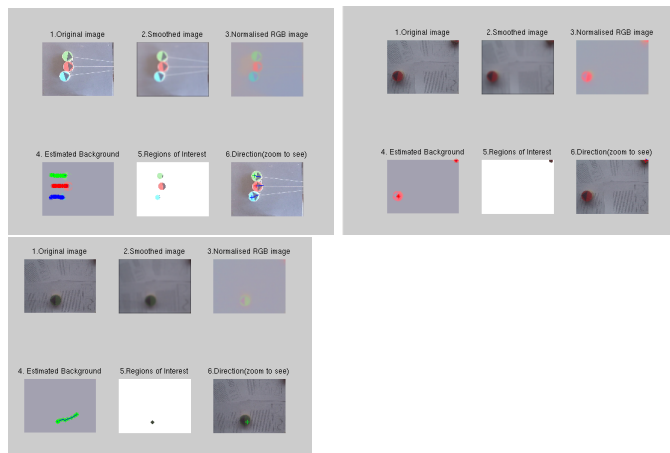 1.Original image 2.Smoothed image 3.Normalised RGB image
4. Estimated Background 5.Regions of Interest 6.Direction(zoom to see)
1.Original image 2.Smoothed image 3.Normalised RGB image
4. Estimated Background 5.Regions of Interest 6.Direction(zoom to see)
1.Original image 2.Smoothed image 3.Normalised RGB image
4. Estimated Background 5.Regions of Interest 6.Direction(zoom to see)